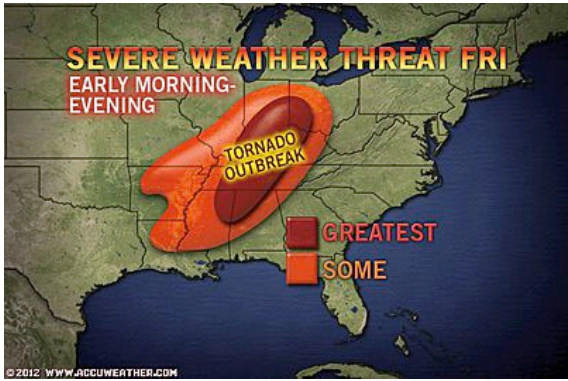 SEVERE WEATHER THREAT FRI
EARLY MORNING-
EVENING
TORNADO
OUTBREAK
GREATEST
SOME
©2012 WWW.ACCUWEATHER.COM